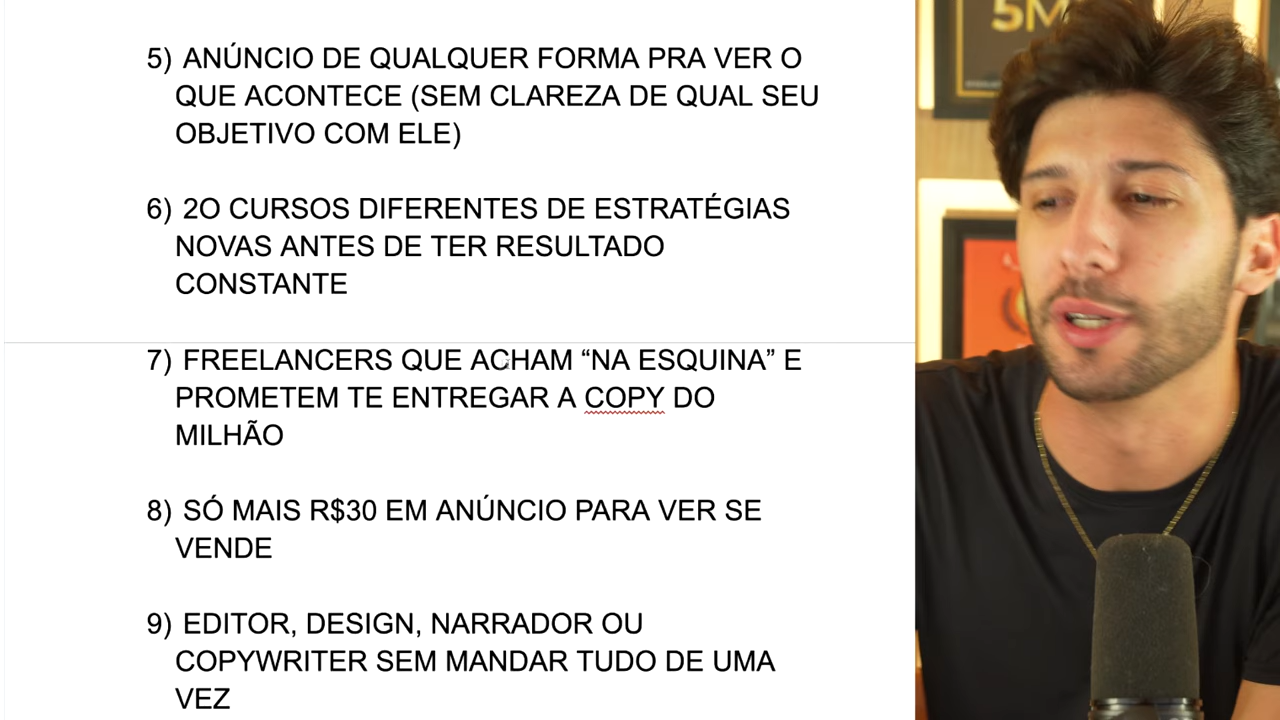 5) ANÚNCIO DE QUALQUER FORMA PRA VER O
QUE ACONTECE (SEM CLAREZA DE QUAL SEU
OBJETIVO COM ELE)
6) 2O CURSOS DIFERENTES DE ESTRATÉGIAS
NOVAS ANTES DE TER RESULTADO
CONSTANTE
7) FREELANCERS QUE ACHAM “NA ESQUINA” E
PROMETEM TE ENTREGAR A COPY DO
MILHÃO
8) SÓ MAIS R$30 EM ANÚNCIO PARA VER SE
VENDE
9) EDITOR, DESIGN, NARRADOR OU
COPYWRITER SEM MANDAR TUDO DE UMA
VEZ
5M